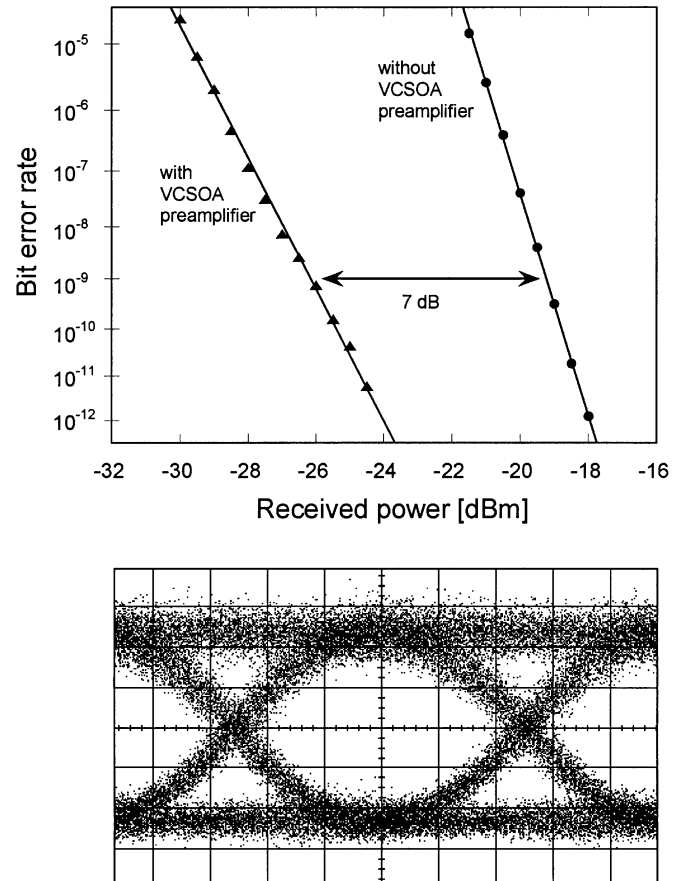 10-5
10-6
10-7
10-8
10-9
10-10
10-11
10-12
Bit error rate
without
VCSOA
preamplifier
with
VCSOA
preamplifier
7 dB
-32 -30 -28 -26 -24 -22 -20 -18 -16
Received power [dBm]